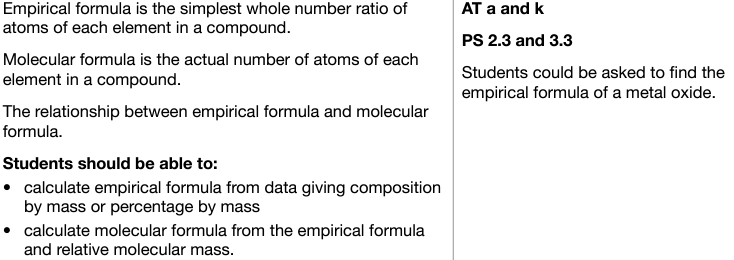 Empirical formula is the simplest whole number ratio of
atoms of each element in a compound.
Molecular formula is the actual number of atoms of each
element in a compound.
The relationship between empirical formula and molecular
formula.
Students should be able to:
• calculate empirical formula from data giving composition
by mass or percentage by mass
• calculate molecular formula from the empirical formula
and relative molecular mass.
AT a and k
PS 2.3 and 3.3
Students could be asked to find the
empirical formula of a metal oxide.